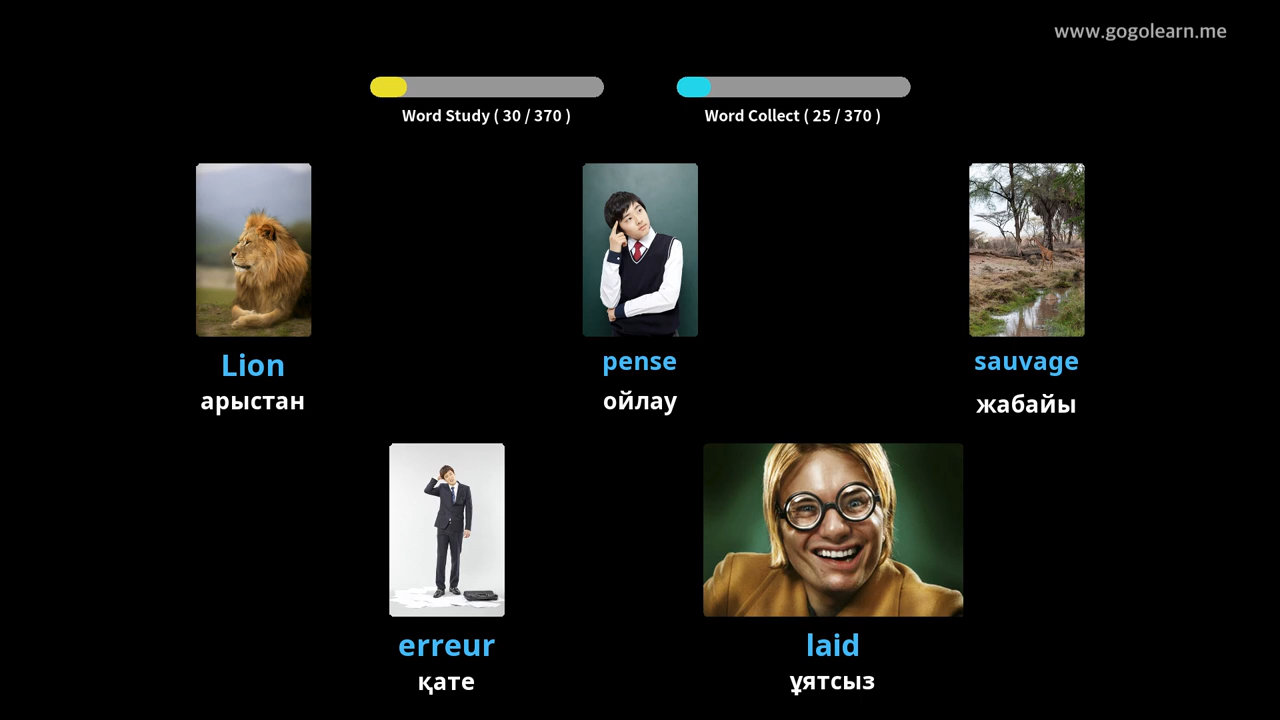 www.gogolearn.me
Word Study ( 30 / 370 )
Word Collect ( 25 / 370 )
Lion
арыстан
pense
ойлау
sauvage
жабайы
erreur
қате
laid
ұятсыз